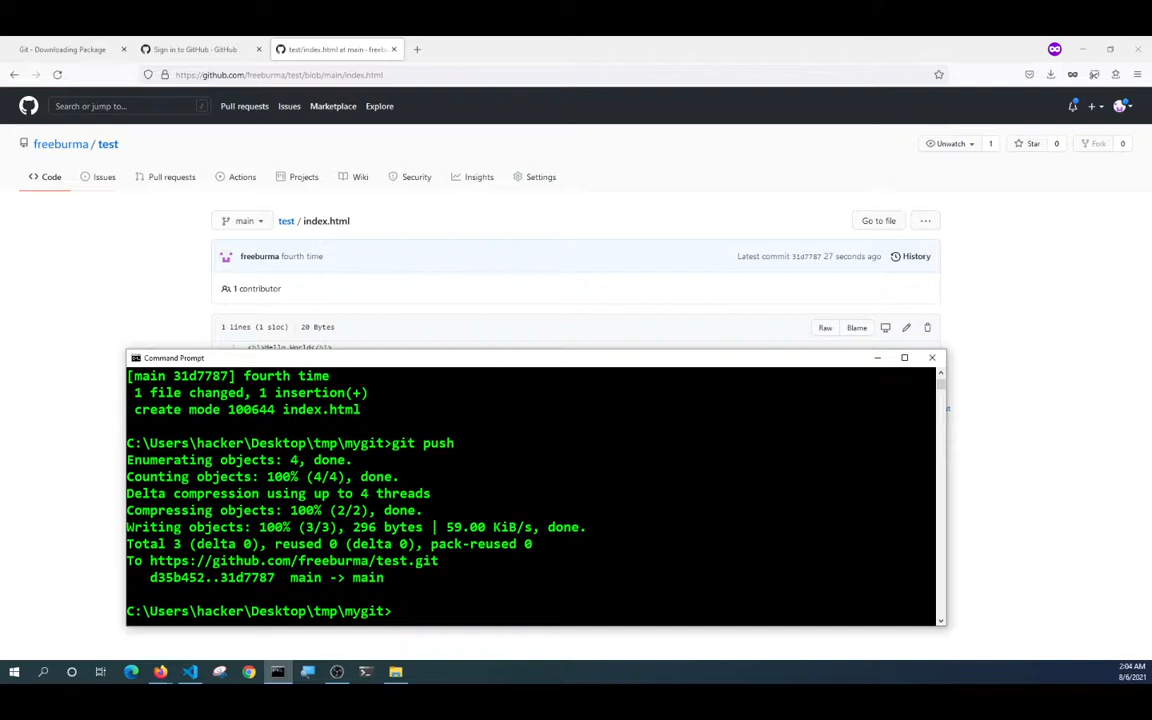 Git - Downloading Package
Sign in to GitHub · GitHub
test/index.html at main · freeb
https://github.com/freeburma/test/blob/main/index.html
Search or jump to...
/
Pull requests
Issues
Marketplace
Explore
freeburma / test
Unwatch
1
Star
0
Fork
0
<> Code
Issues
Pull requests
Actions
Projects
Wiki
Security
Insights
Settings
main
test / index.html
Go to file
...
freeburma fourth time
Latest commit 31d7787 27 seconds ago
History
1 contributor
1 lines (1 sloc) | 20 Bytes
Raw
Blame
1 <h1>Hello World</h1>
Command Prompt
[main 31d7787] fourth time
1 file changed, 1 insertion(+)
create mode 100644 index.html
C:\Users\hacker\Desktop\tmp\mygit>git push
Enumerating objects: 4, done.
Counting objects: 100% (4/4), done.
Delta compression using up to 4 threads
Compressing objects: 100% (2/2), done.
Writing objects: 100% (3/3), 296 bytes | 59.00 KiB/s, done.
Total 3 (delta 0), reused 0 (delta 0), pack-reused 0
To https://github.com/freeburma/test.git
d35b452..31d7787 main -> main
C:\Users\hacker\Desktop\tmp\mygit>
2:04 AM
8/6/2021